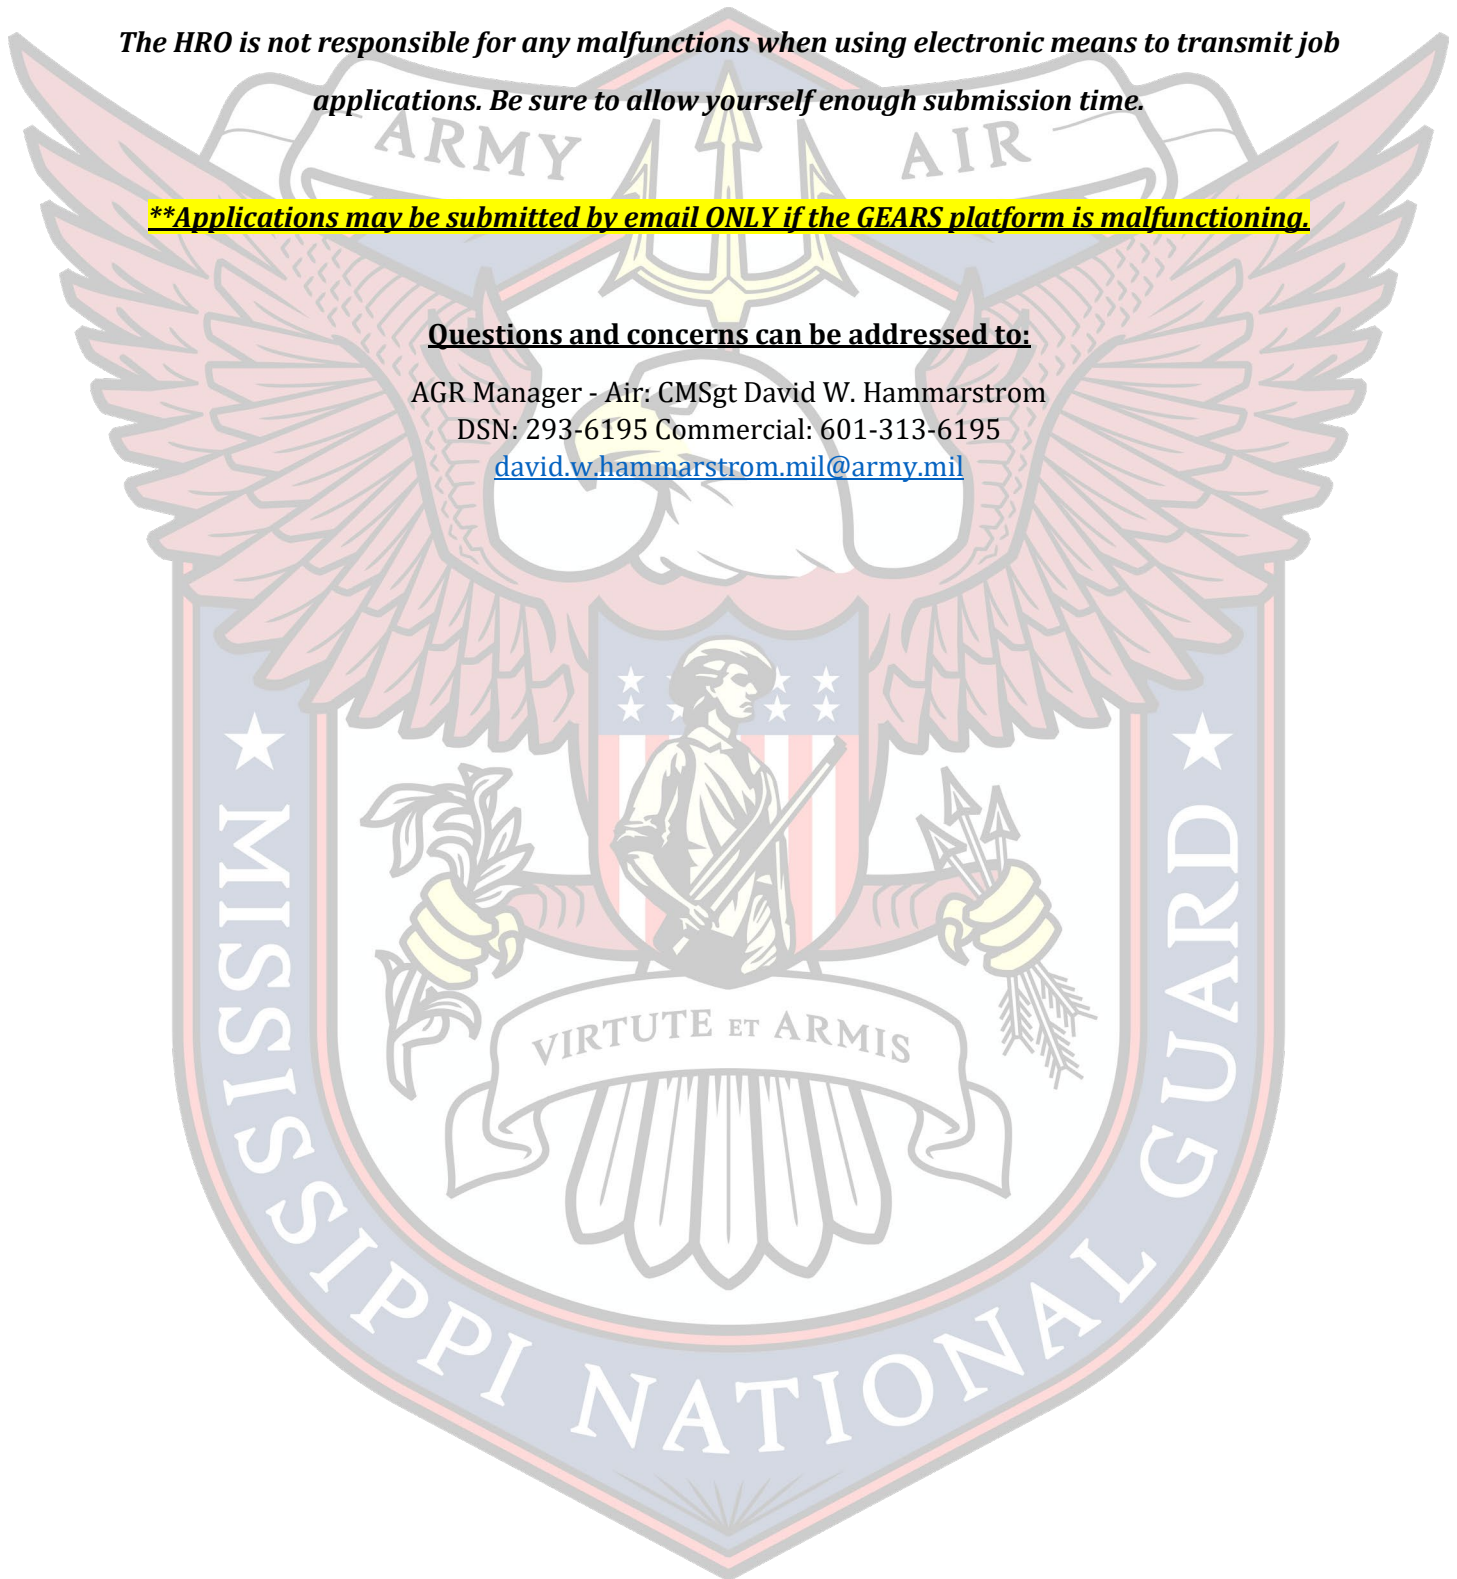 The HRO is not responsible for any malfunctions when using electronic means to transmit job
applications. Be sure to allow yourself enough submission time.
ARMY AIR
**Applications may be submitted by email ONLY if the GEARS platform is malfunctioning.
Questions and concerns can be addressed to:
AGR Manager - Air: CMSgt David W. Hammarstrom
DSN: 293-6195 Commercial: 601-313-6195
david.w.hammarstrom.mil@army.mil
VIRTUTE ET ARMIS
MISSISSIPPI NATIONAL GUARD